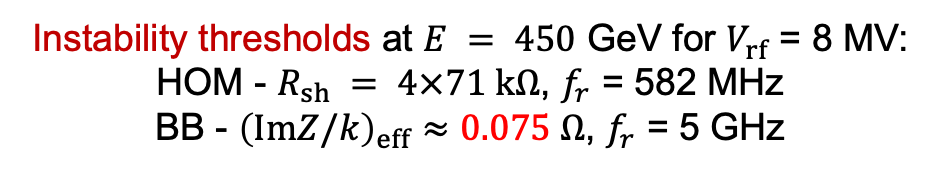 Instability thresholds at E = 450 GeV for Vrf = 8 MV:
HOM - Rsh = 4×71 kΩ, fr = 582 MHz
BB - (ImZ/k)eff ≈ 0.075 Ω, fr = 5 GHz